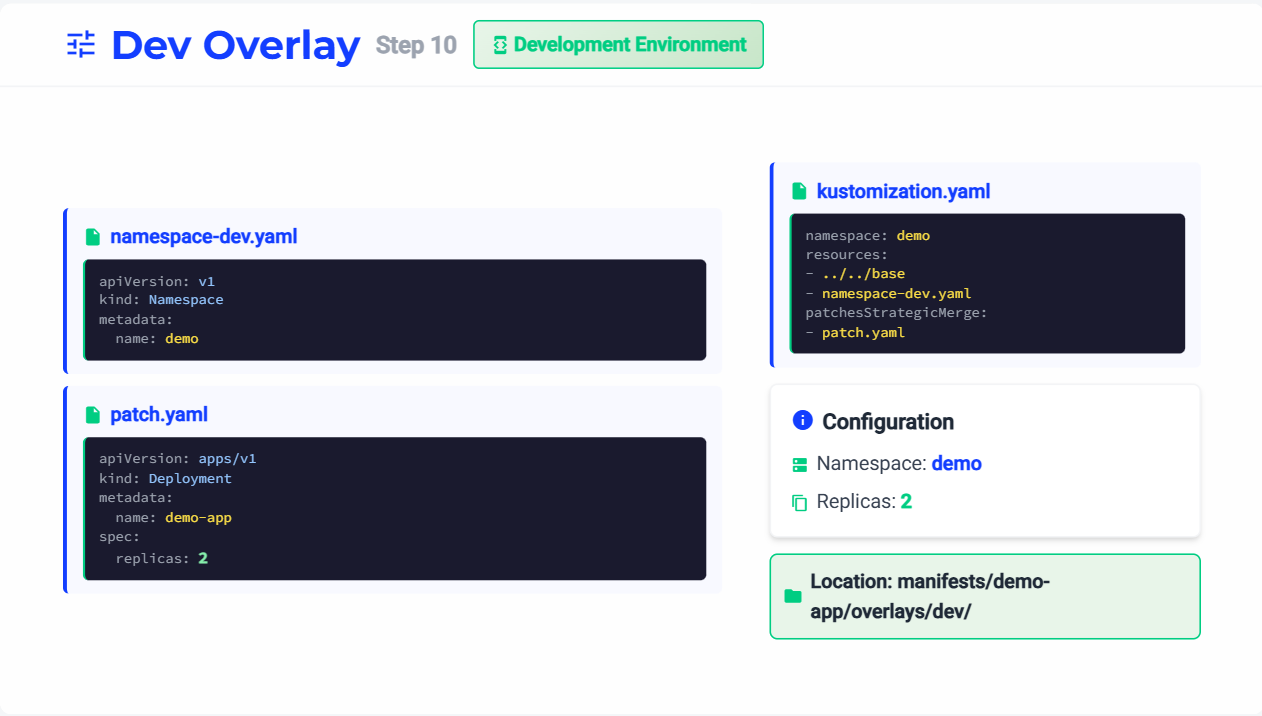 Dev Overlay Step 10 Development Environment
namespace-dev.yaml
apiVersion: v1
kind: Namespace
metadata:
  name: demo
patch.yaml
apiVersion: apps/v1
kind: Deployment
metadata:
  name: demo-app
spec:
  replicas: 2
kustomization.yaml
namespace: demo
resources:
- ../../base
- namespace-dev.yaml
patchesStrategicMerge:
- patch.yaml
Configuration
Namespace: demo
Replicas: 2
Location: manifests/demo-
app/overlays/dev/